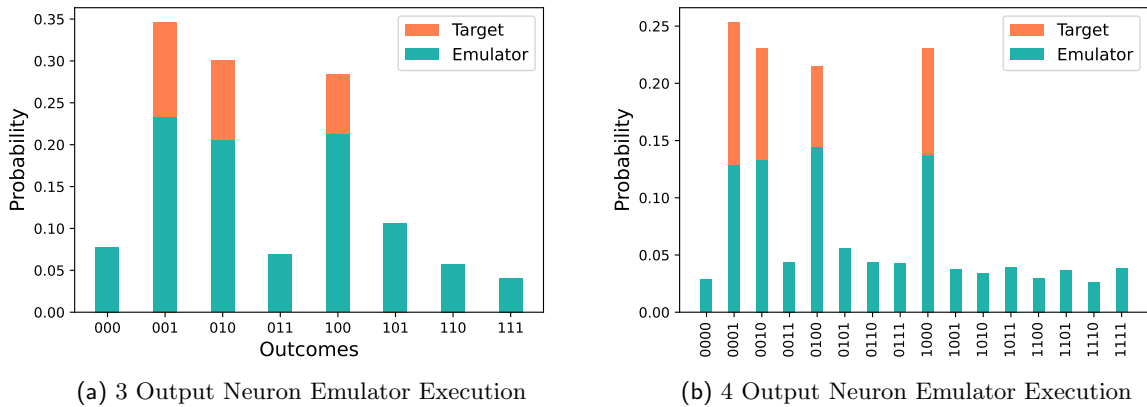 Target
Emulator
Probability
0.35
0.30
0.25
0.20
0.15
0.10
0.05
0.00
000 001 010 011 100 101 110 111
Outcomes
(a) 3 Output Neuron Emulator Execution
Target
Emulator
Probability
0.25
0.20
0.15
0.10
0.05
0.00
0000 0001 0010 0011 0100 0101 0110 0111 1000 1001 1010 1011 1100 1101 1110 1111
(b) 4 Output Neuron Emulator Execution